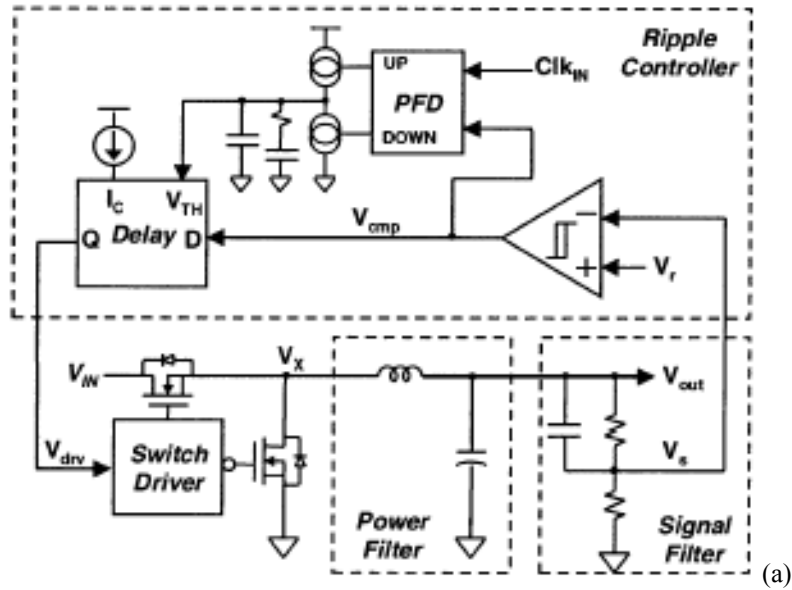 Ripple
Controller
UP
PFD
DOWN
Clk_IN
I_C
V_TH
Q
Delay
D
V_cmp
−
+
V_r
V_IN
V_X
V_out
V_drv
Switch
Driver
V_s
Power
Filter
Signal
Filter
(a)